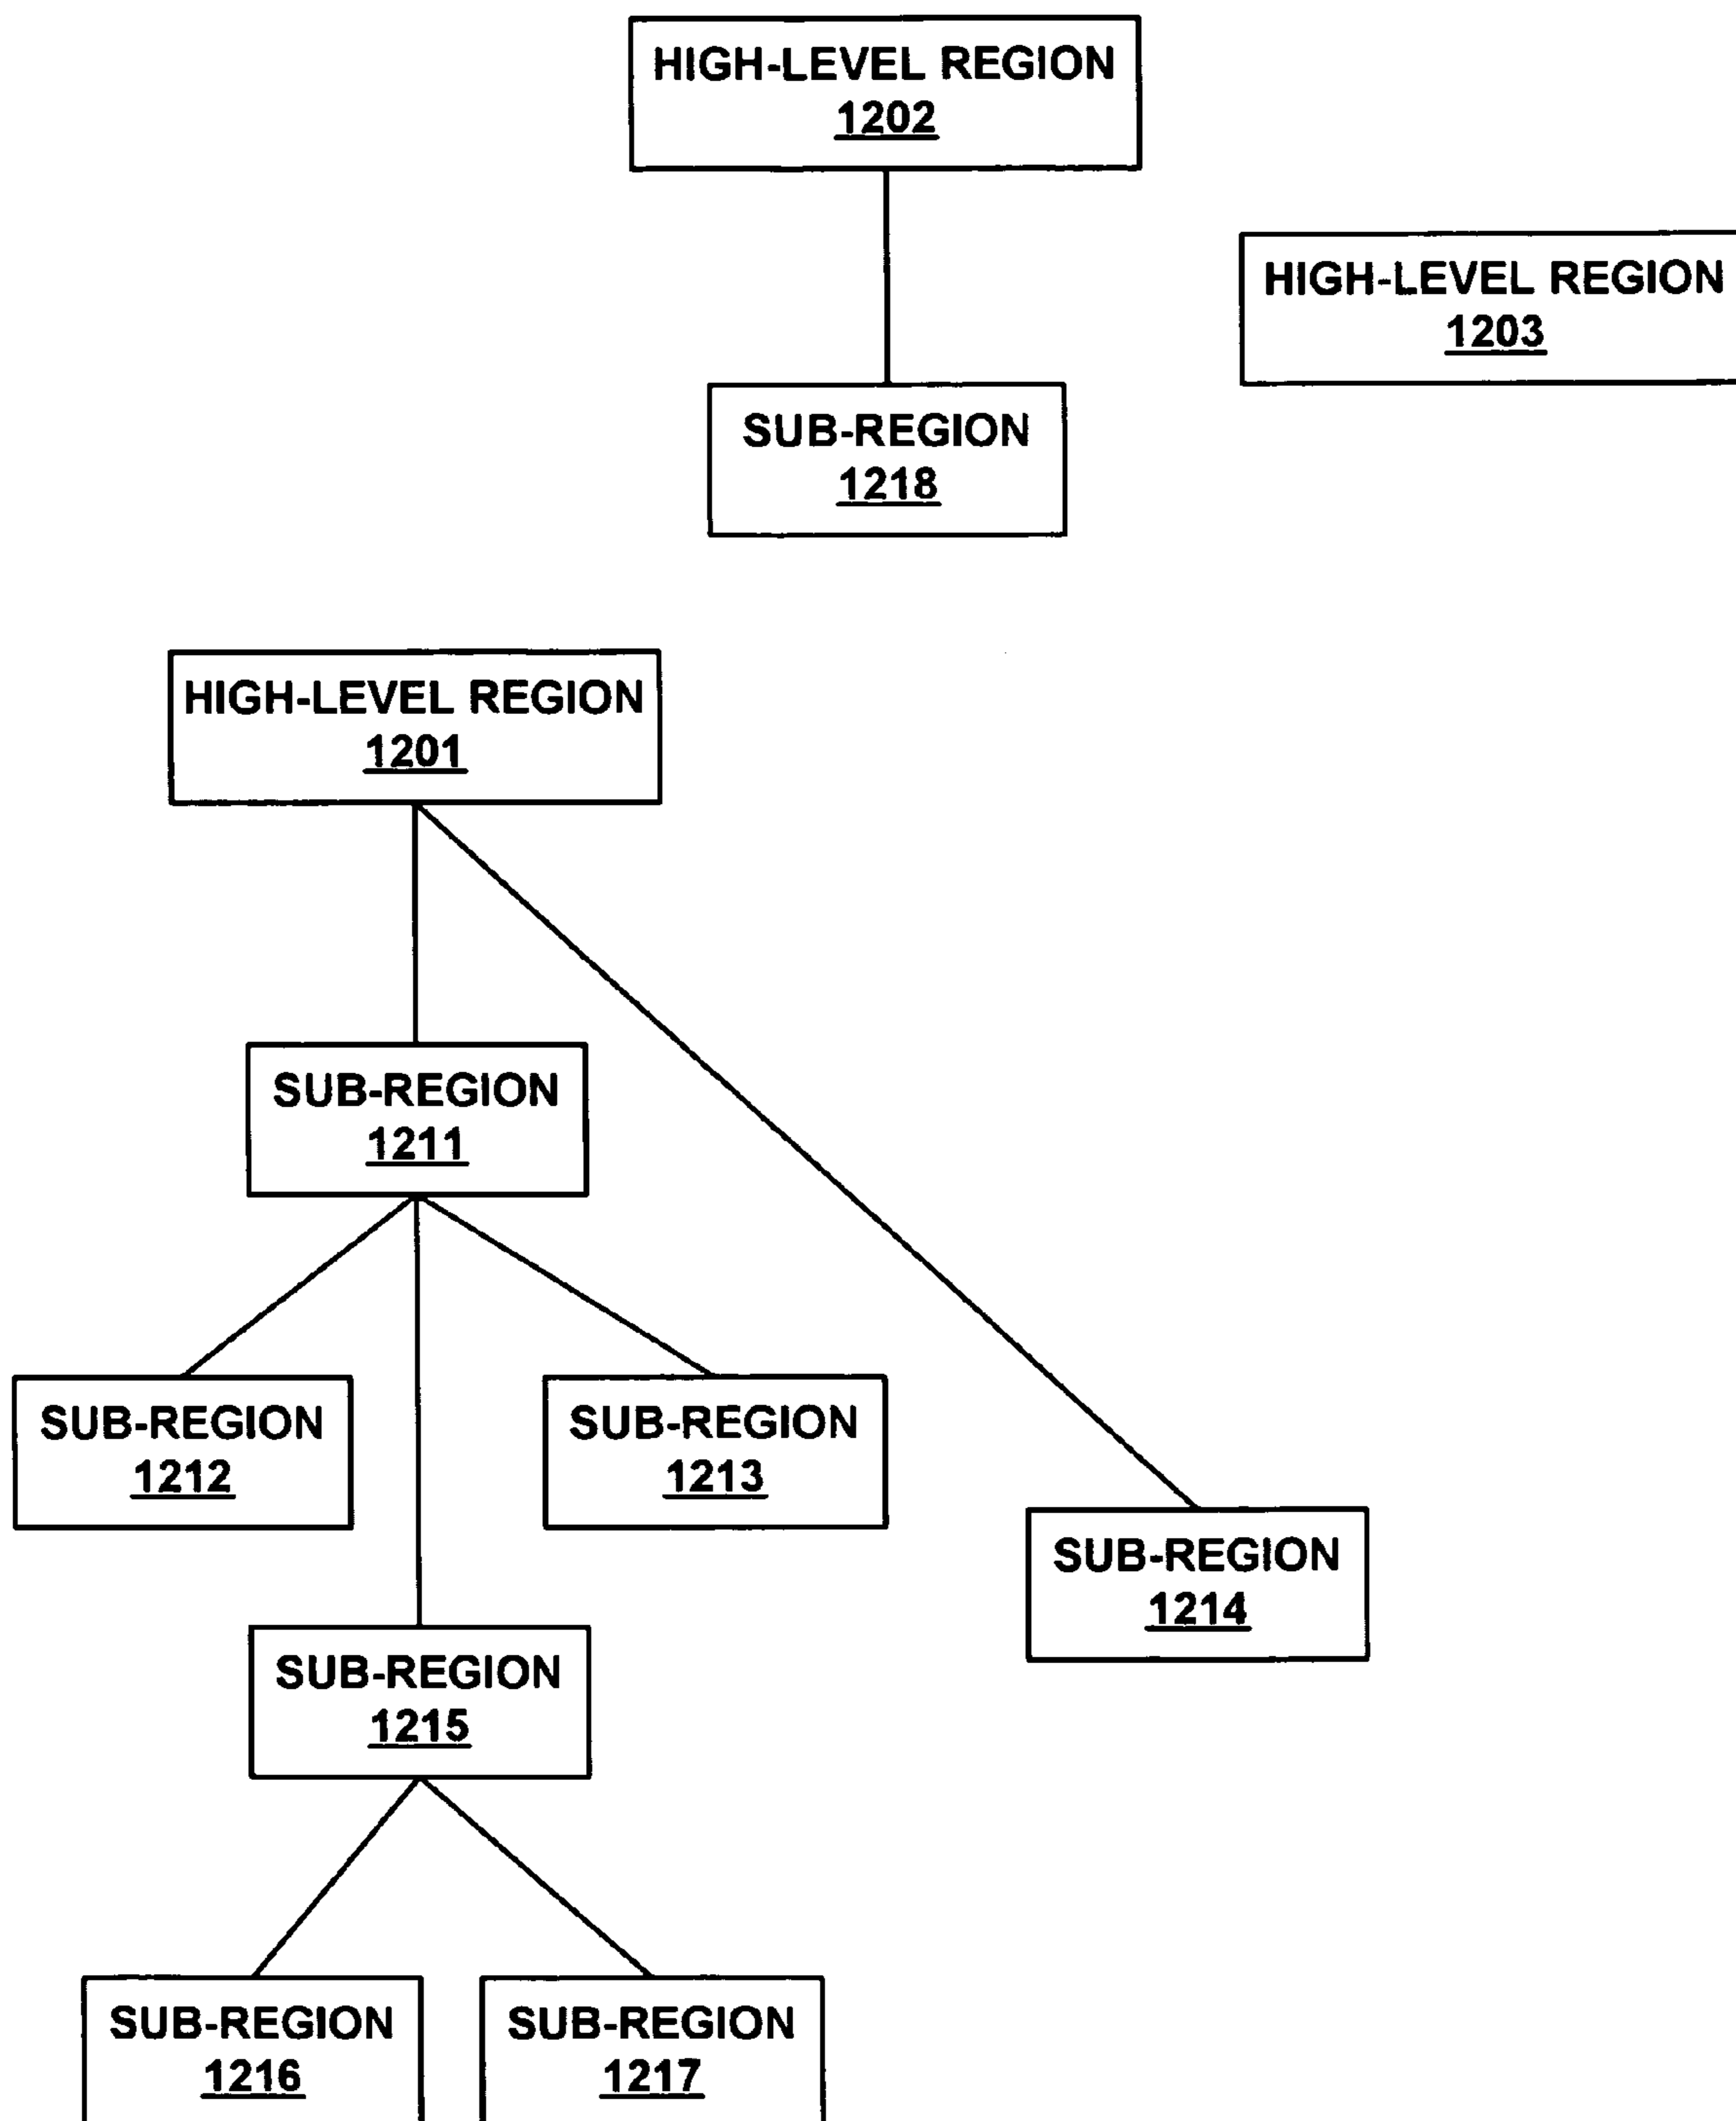 HIGH-LEVEL REGION
1202
HIGH-LEVEL REGION
1203
SUB-REGION
1218
HIGH-LEVEL REGION
1201
SUB-REGION
1211
SUB-REGION
1212
SUB-REGION
1213
SUB-REGION
1214
SUB-REGION
1215
SUB-REGION
1216
SUB-REGION
1217